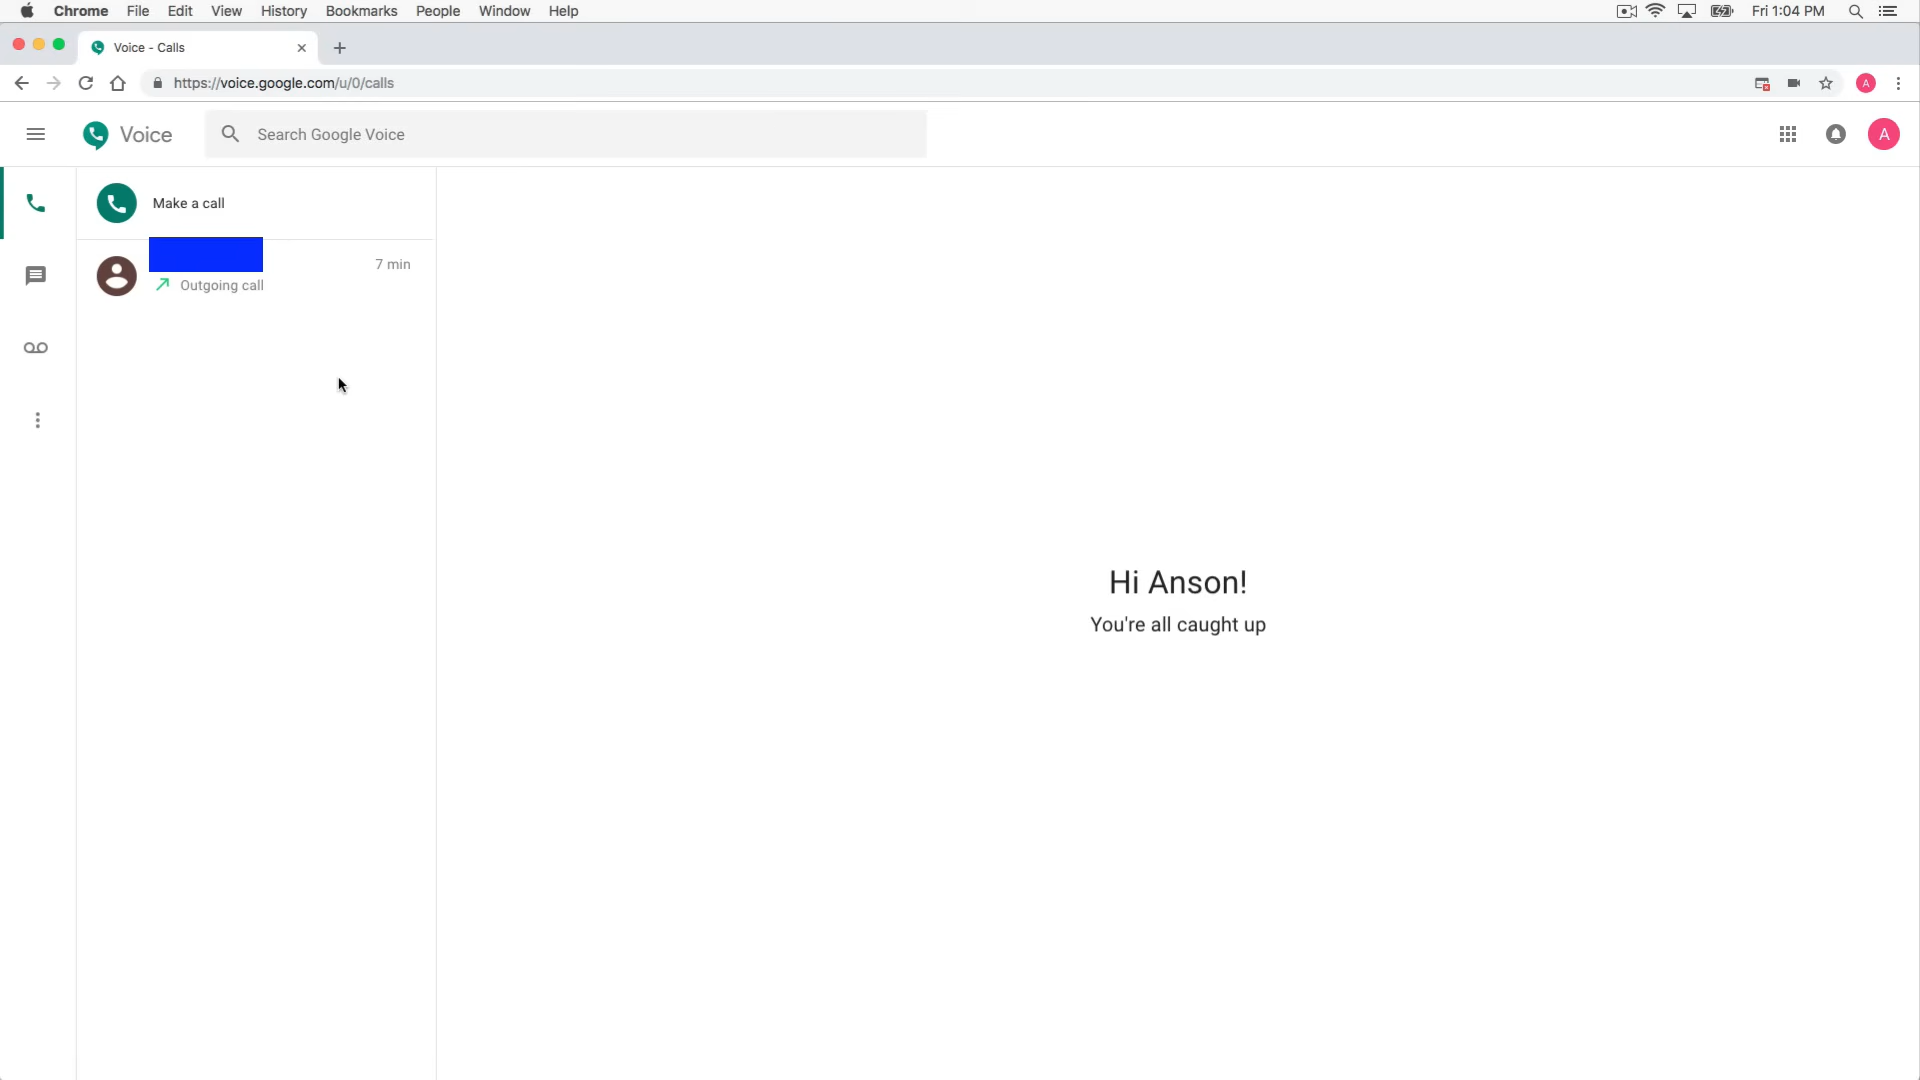 Chrome File Edit View History Bookmarks People Window Help Fri 1:04 PM
Voice - Calls
https://voice.google.com/u/0/calls A
Voice Search Google Voice A
Make a call
7 min
Outgoing call
Hi Anson!
You're all caught up